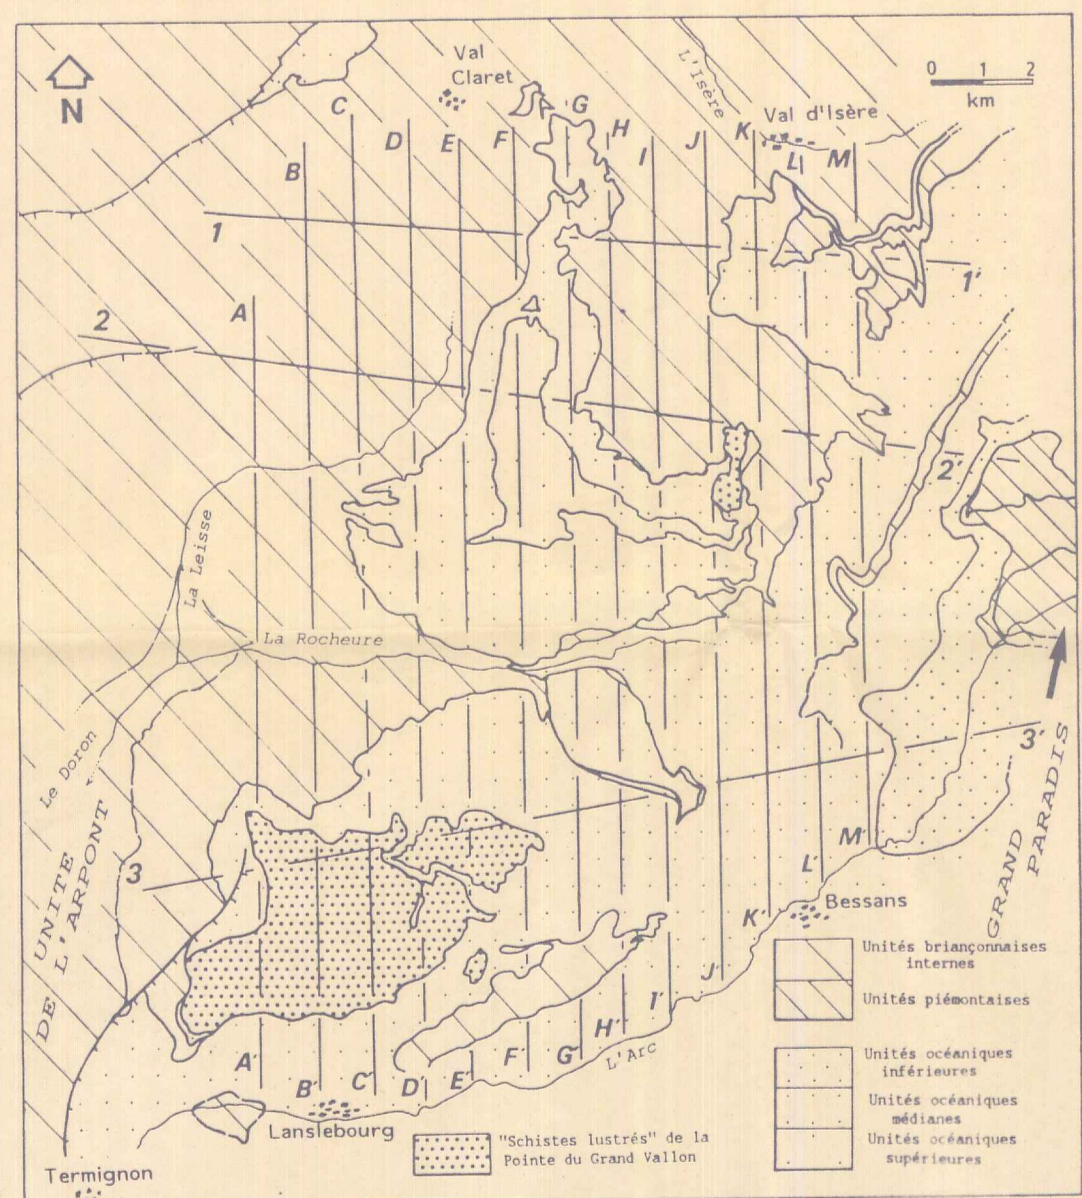 Val
Claret
L'Isère
0 1 2
km
N
Val d'Isère
C
D
E
F
G
H
I
J
K
L
M
B
1
1'
A
2
2'
La Leisse
La Rocheure
Le Doron
3
3'
UNITE
DE L'ARPONT
GRAND
PARADIS
M'
L'
Bessans
K'
J'
I'
H'
G'
F'
E'
D'
C'
B'
A'
L'Arc
Lanslebourg
Termignon
Unités briançonnaises
internes
Unités piémontaises
Unités océaniques
inférieures
Unités océaniques
médianes
Unités océaniques
supérieures
"Schistes lustrés" de la
Pointe du Grand Vallon